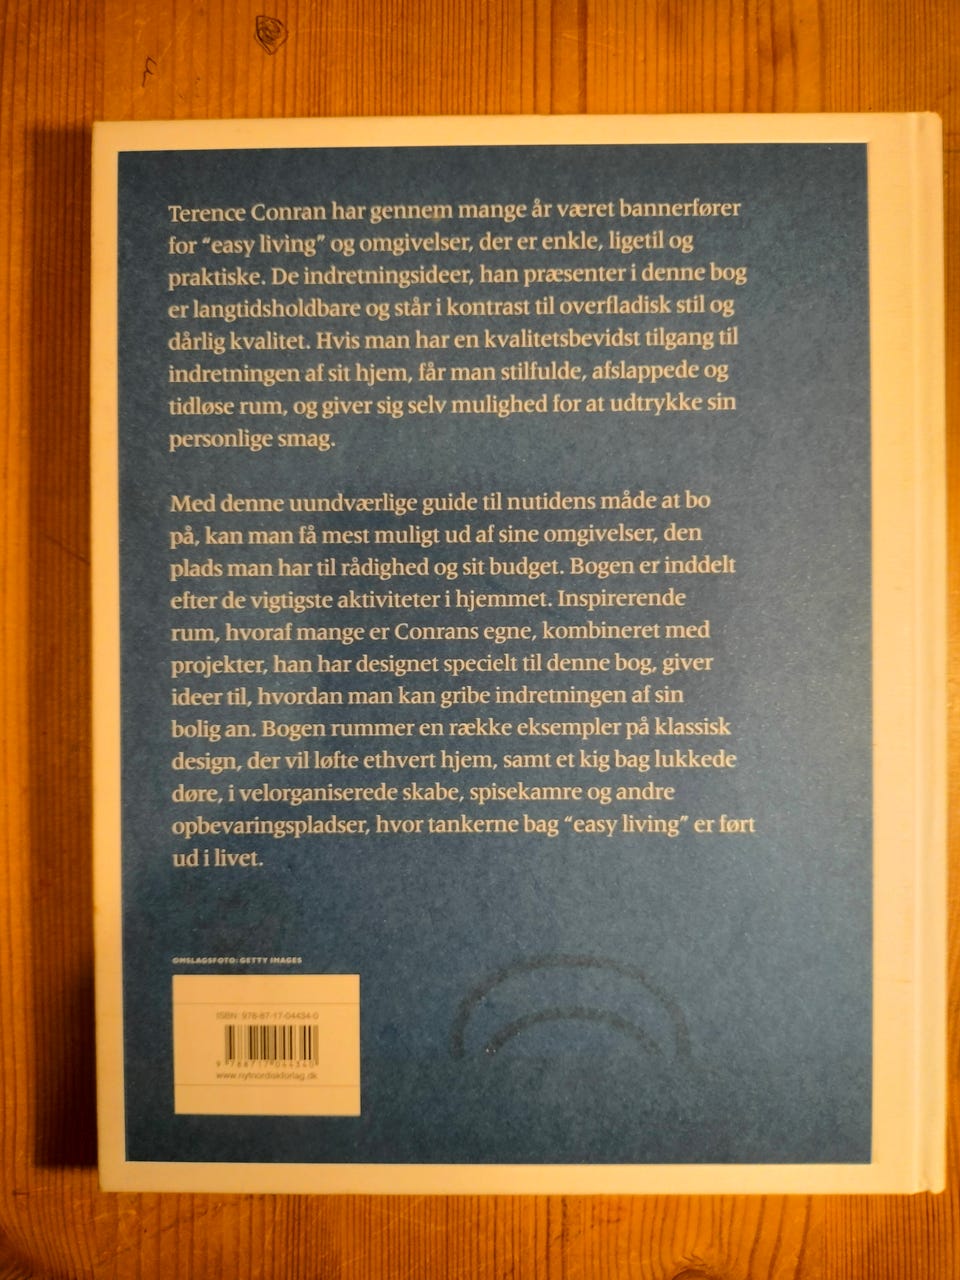 Terence Conran har gennem mange år været bannerfører
for “easy living” og omgivelser, der er enkle, ligetil og
praktiske. De indretningsideer, han præsenter i denne bog
er langtidsholdbare og står i kontrast til overfladisk stil og
dårlig kvalitet. Hvis man har en kvalitetsbevidst tilgang til
indretningen af sit hjem, får man stilfulde, afslappede og
tidløse rum, og giver sig selv mulighed for at udtrykke sin
personlige smag.
Med denne uundværlige guide til nutidens måde at bo
på, kan man få mest muligt ud af sine omgivelser, den
plads man har til rådighed og sit budget. Bogen er inddelt
efter de vigtigste aktiviteter i hjemmet. Inspirerende
rum, hvoraf mange er Conrans egne, kombineret med
projekter, han har designet specielt til denne bog, giver
ideer til, hvordan man kan gribe indretningen af sin
bolig an. Bogen rummer en række eksempler på klassisk
design, der vil løfte ethvert hjem, samt et kig bag lukkede
døre, i velorganiserede skabe, spisekamre og andre
opbevaringspladser, hvor tankerne bag “easy living” er ført
ud i livet.
OMSLAGSFOTO: GETTY IMAGES
ISBN 978-87-17-04434-0
9 788717 044340
www.nytnordiskforlag.dk